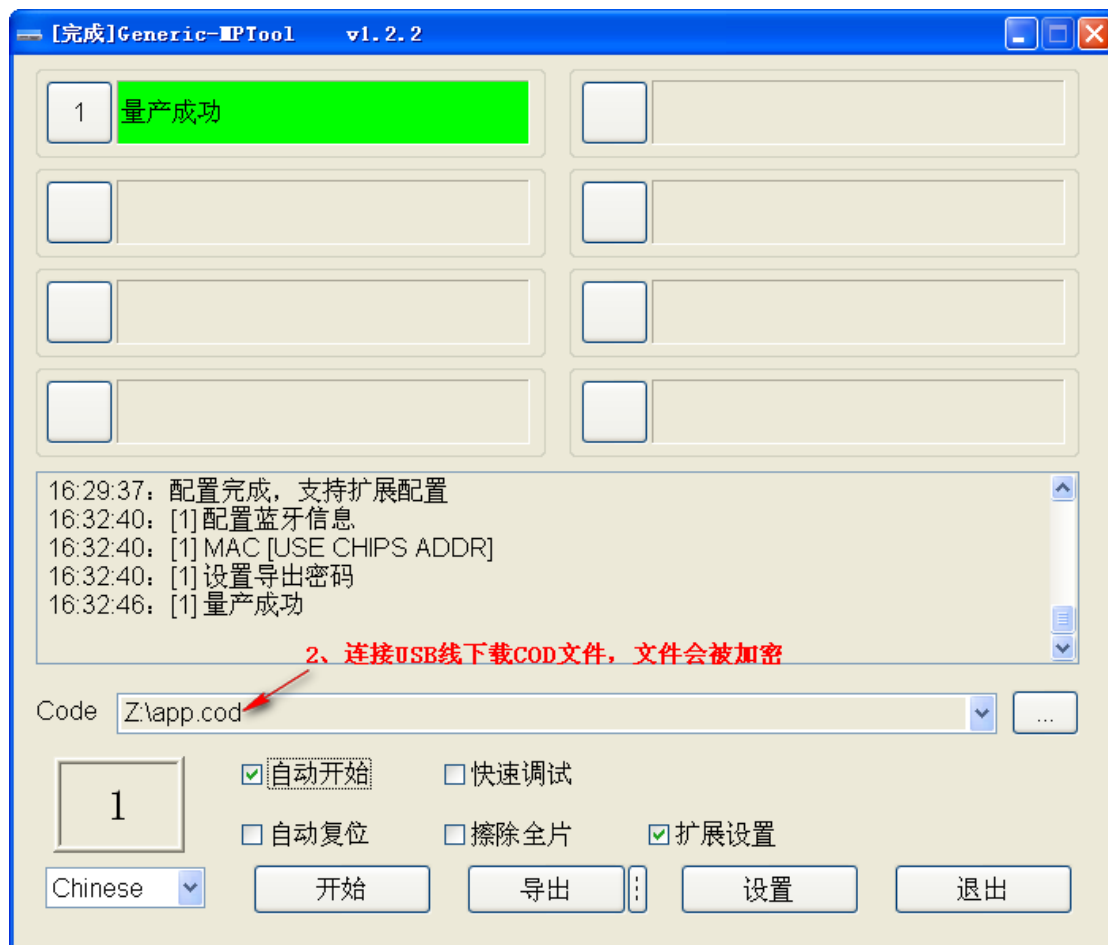 [完成]Generic-MPTool v1.2.2
1 量产成功
16:29:37：配置完成，支持扩展配置
16:32:40：[1]配置蓝牙信息
16:32:40：[1] MAC [USE CHIPS ADDR]
16:32:40：[1]设置导出密码
16:32:46：[1]量产成功
2、连接USB线下载COD文件，文件会被加密
Code Z:\app.cod ...
1
自动开始 快速调试
自动复位 擦除全片 扩展设置
Chinese 开始 导出 设置 退出